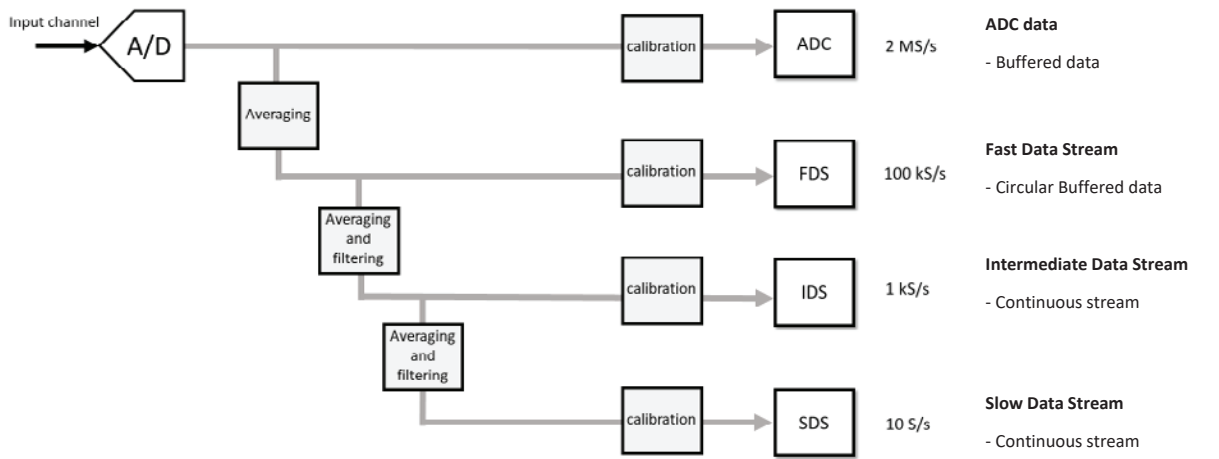 Input channel
A/D
calibration
ADC
2 MS/s
ADC data
- Buffered data
Averaging
calibration
FDS
100 kS/s
Fast Data Stream
- Circular Buffered data
Averaging
and
filtering
calibration
IDS
1 kS/s
Intermediate Data Stream
- Continuous stream
Averaging
and
filtering
calibration
SDS
10 S/s
Slow Data Stream
- Continuous stream